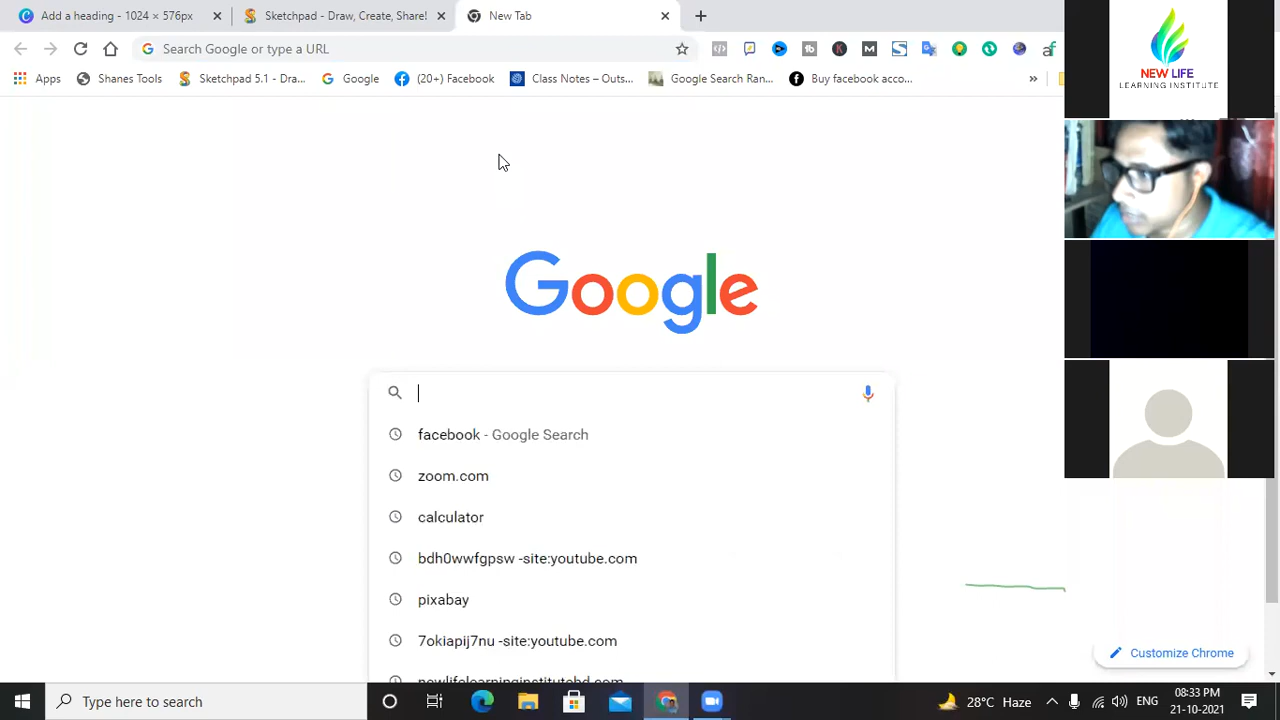 Add a heading - 1024 × 576px
Sketchpad - Draw, Create, Share!
New Tab
Search Google or type a URL
Apps
Shanes Tools
Sketchpad 5.1 - Dra...
Google
(20+) Facebook
Class Notes – Outs...
Google Search Ran...
Buy facebook acco...
»
NEW LIFE
LEARNING INSTITUTE
Google
facebook - Google Search
zoom.com
calculator
bdh0wwfgpsw -site:youtube.com
pixabay
7okiapij7nu -site:youtube.com
newlifelearninginstitutebd.com
Customize Chrome
Type here to search
28°C Haze
ENG
08:33 PM
21-10-2021